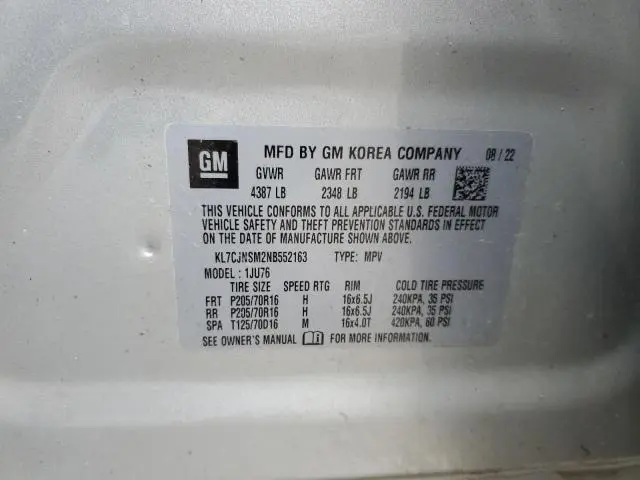 GM MFD BY GM KOREA COMPANY 08/22
GVWR GAWR FRT GAWR RR
4387 LB 2348 LB 2194 LB
THIS VEHICLE CONFORMS TO ALL APPLICABLE U.S. FEDERAL MOTOR
VEHICLE SAFETY AND THEFT PREVENTION STANDARDS IN EFFECT
ON THE DATE OF MANUFACTURE SHOWN ABOVE.
KL7CJNSM2NB552163 TYPE: MPV
MODEL: 1JU76
TIRE SIZE SPEED RTG RIM COLD TIRE PRESSURE
FRT P205/70R16 H 16x6.5J 240KPA, 35 PSI
RR P205/70R16 H 16x6.5J 240KPA, 35 PSI
SPA T125/70D16 M 16x4.0T 420KPA, 60 PSI
SEE OWNER'S MANUAL FOR MORE INFORMATION.